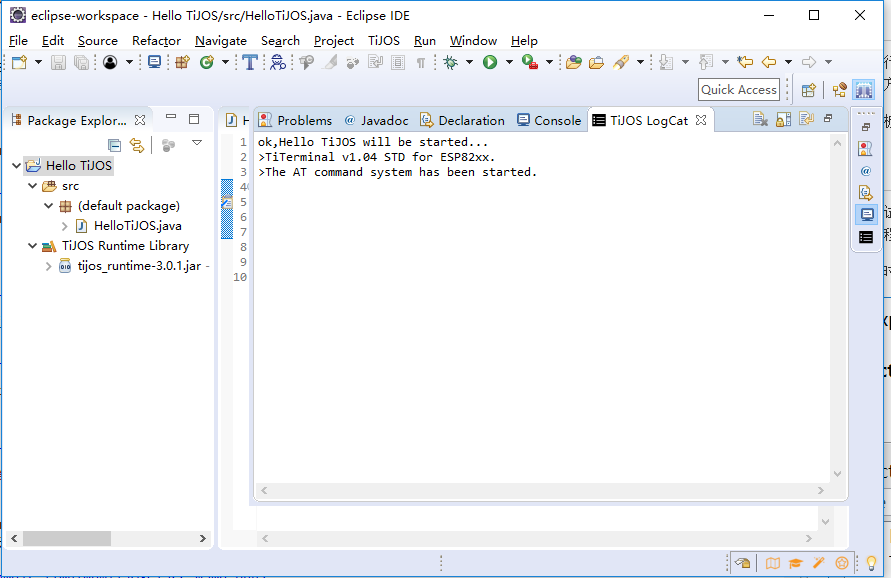 eclipse-workspace - Hello TiJOS/src/HelloTiJOS.java - Eclipse IDE
File Edit Source Refactor Navigate Search Project TiJOS Run Window Help
Quick Access
Package Explor...
H
Problems
Javadoc
Declaration
Console
TiJOS LogCat
Hello TiJOS
src
(default package)
HelloTiJOS.java
TiJOS Runtime Library
tijos_runtime-3.0.1.jar -
1
2
3
4
5
6
7
8
9
10
ok,Hello TiJOS will be started...
>TiTerminal v1.04 STD for ESP82xx.
>The AT command system has been started.